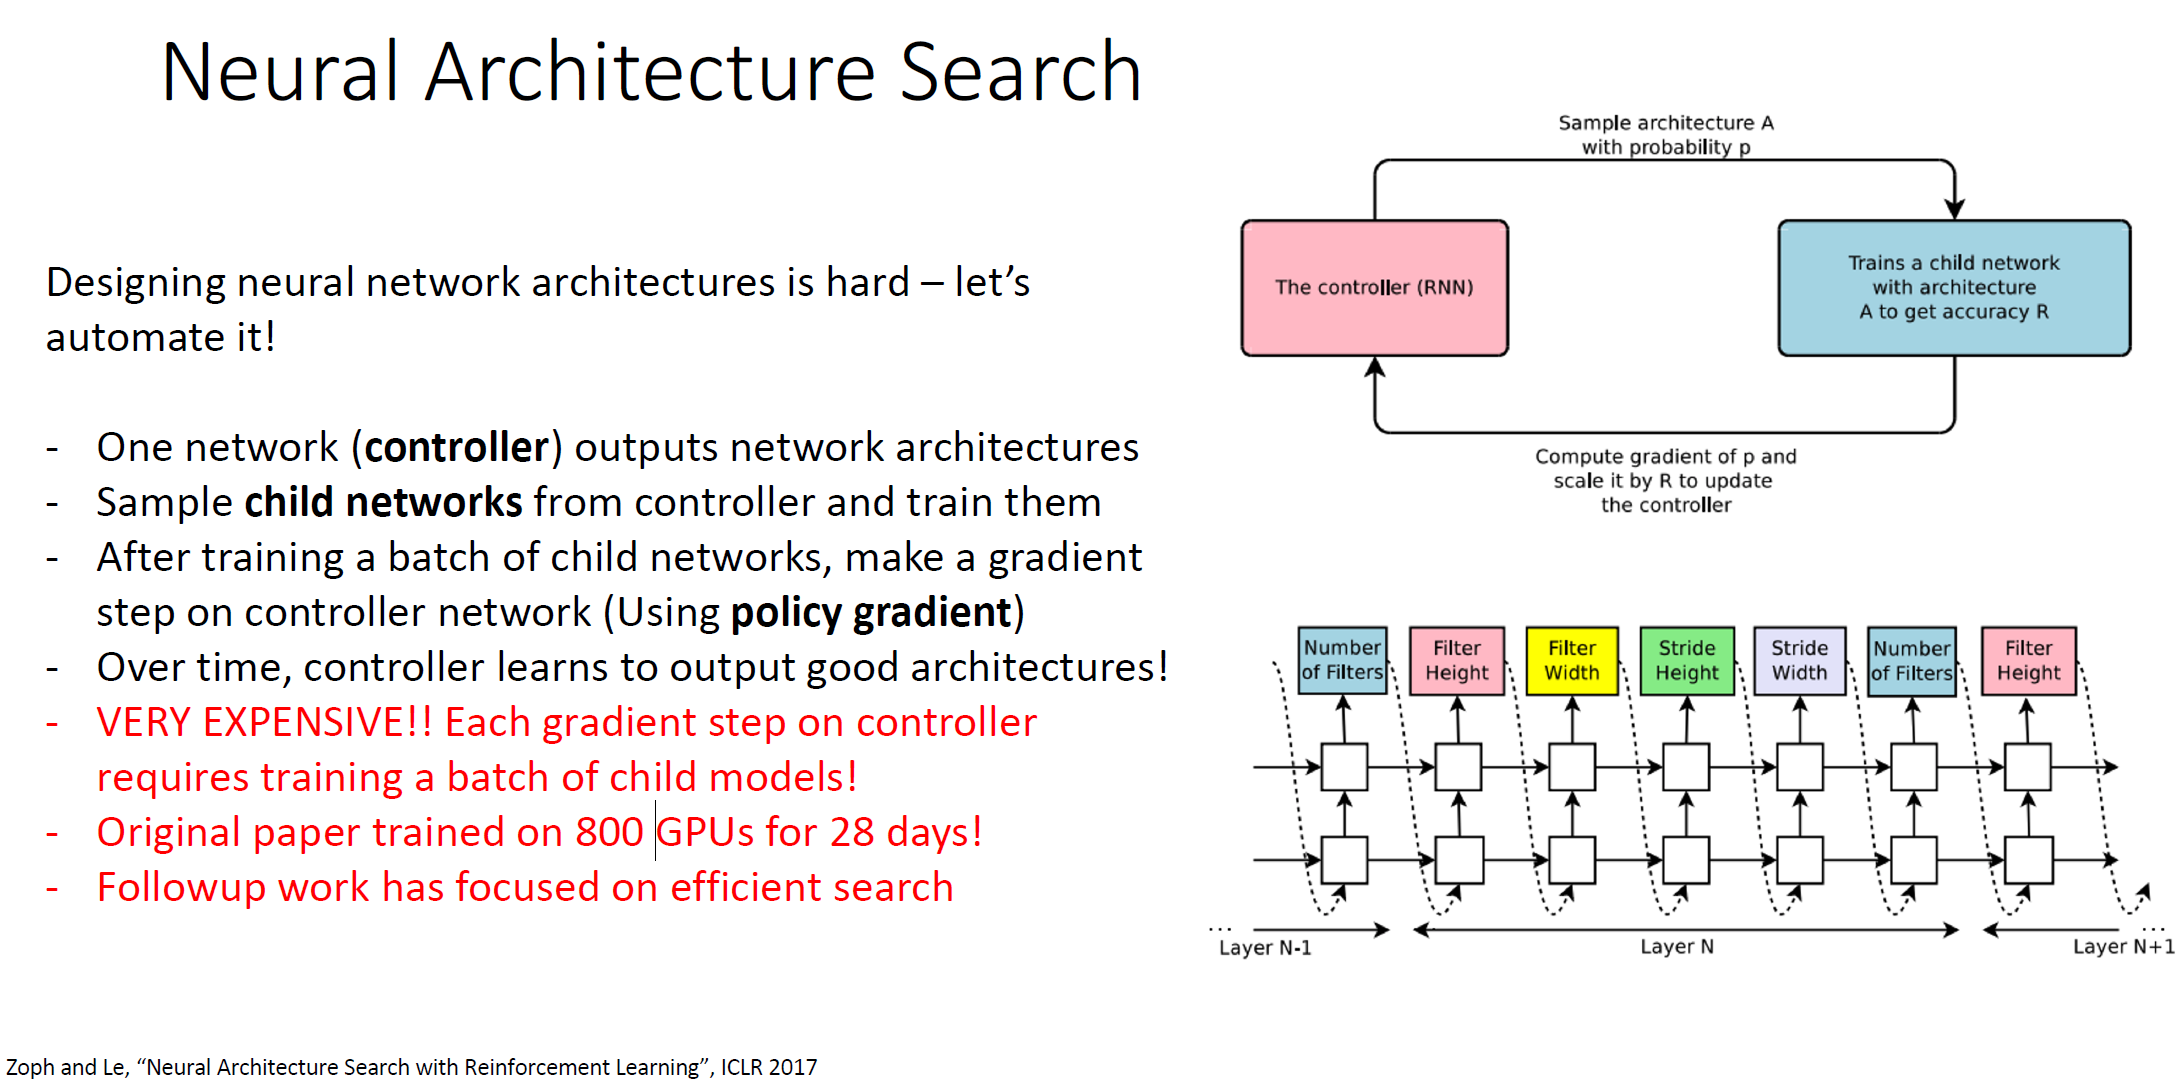 Neural Architecture Search
Designing neural network architectures is hard – let’s
automate it!
- One network (controller) outputs network architectures
- Sample child networks from controller and train them
- After training a batch of child networks, make a gradient
step on controller network (Using policy gradient)
- Over time, controller learns to output good architectures!
- VERY EXPENSIVE!! Each gradient step on controller
requires training a batch of child models!
- Original paper trained on 800 GPUs for 28 days!
- Followup work has focused on efficient search
Sample architecture A
with probability p
The controller (RNN)
Trains a child network
with architecture
A to get accuracy R
Compute gradient of p and
scale it by R to update
the controller
Number
of Filters
Filter
Height
Filter
Width
Stride
Height
Stride
Width
Number
of Filters
Filter
Height
...
Layer N-1
Layer N
...
Layer N+1
Zoph and Le, “Neural Architecture Search with Reinforcement Learning”, ICLR 2017